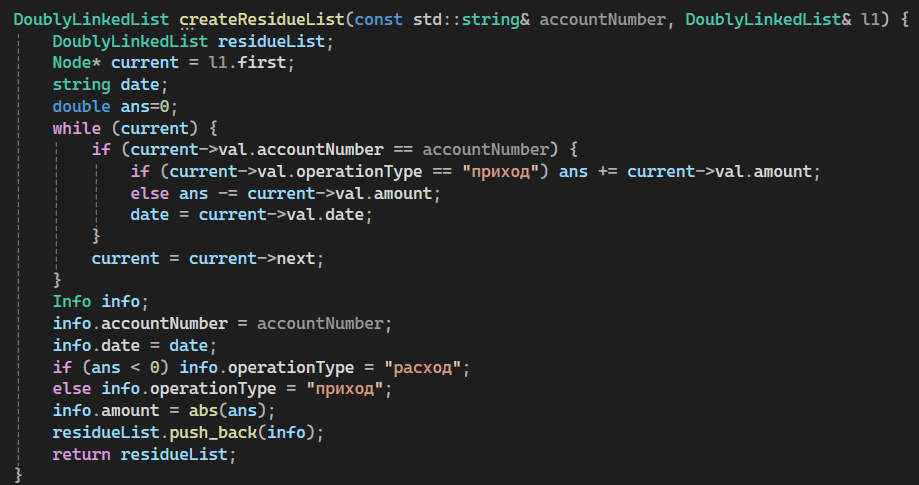 DoublyLinkedList createResidueList(const std::string& accountNumber, DoublyLinkedList& l1) {
    DoublyLinkedList residueList;
    Node* current = l1.first;
    string date;
    double ans=0;
    while (current) {
        if (current->val.accountNumber == accountNumber) {
            if (current->val.operationType == "приход") ans += current->val.amount;
            else ans -= current->val.amount;
            date = current->val.date;
        }
        current = current->next;
    }
    Info info;
    info.accountNumber = accountNumber;
    info.date = date;
    if (ans < 0) info.operationType = "расход";
    else info.operationType = "приход";
    info.amount = abs(ans);
    residueList.push_back(info);
    return residueList;
}